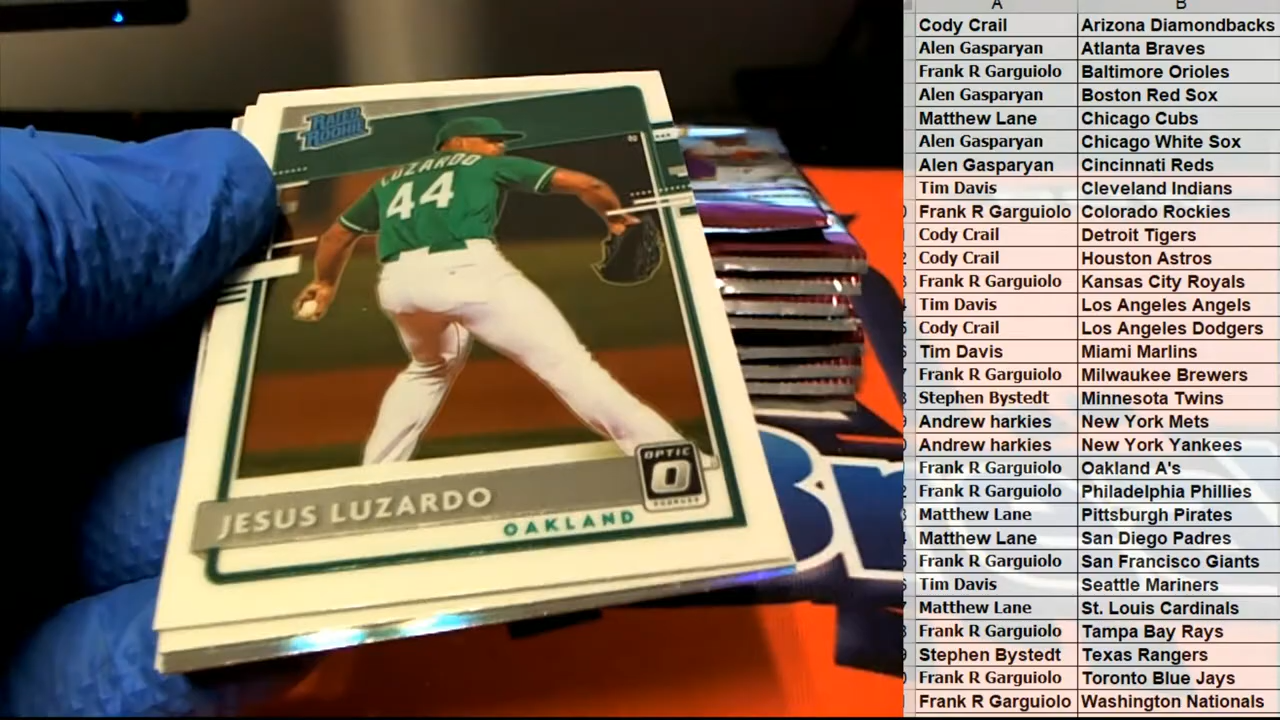 RATED
ROOKIE
LUZARDO
44
OPTIC
JESUS LUZARDO
OAKLAND
A B
Cody Crail Arizona Diamondbacks
Alen Gasparyan Atlanta Braves
Frank R Garguiolo Baltimore Orioles
Alen Gasparyan Boston Red Sox
Matthew Lane Chicago Cubs
Alen Gasparyan Chicago White Sox
Alen Gasparyan Cincinnati Reds
Tim Davis Cleveland Indians
Frank R Garguiolo Colorado Rockies
Cody Crail Detroit Tigers
Cody Crail Houston Astros
Frank R Garguiolo Kansas City Royals
Tim Davis Los Angeles Angels
Cody Crail Los Angeles Dodgers
Tim Davis Miami Marlins
Frank R Garguiolo Milwaukee Brewers
Stephen Bystedt Minnesota Twins
Andrew harkies New York Mets
Andrew harkies New York Yankees
Frank R Garguiolo Oakland A's
Frank R Garguiolo Philadelphia Phillies
Matthew Lane Pittsburgh Pirates
Matthew Lane San Diego Padres
Frank R Garguiolo San Francisco Giants
Tim Davis Seattle Mariners
Matthew Lane St. Louis Cardinals
Frank R Garguiolo Tampa Bay Rays
Stephen Bystedt Texas Rangers
Frank R Garguiolo Toronto Blue Jays
Frank R Garguiolo Washington Nationals